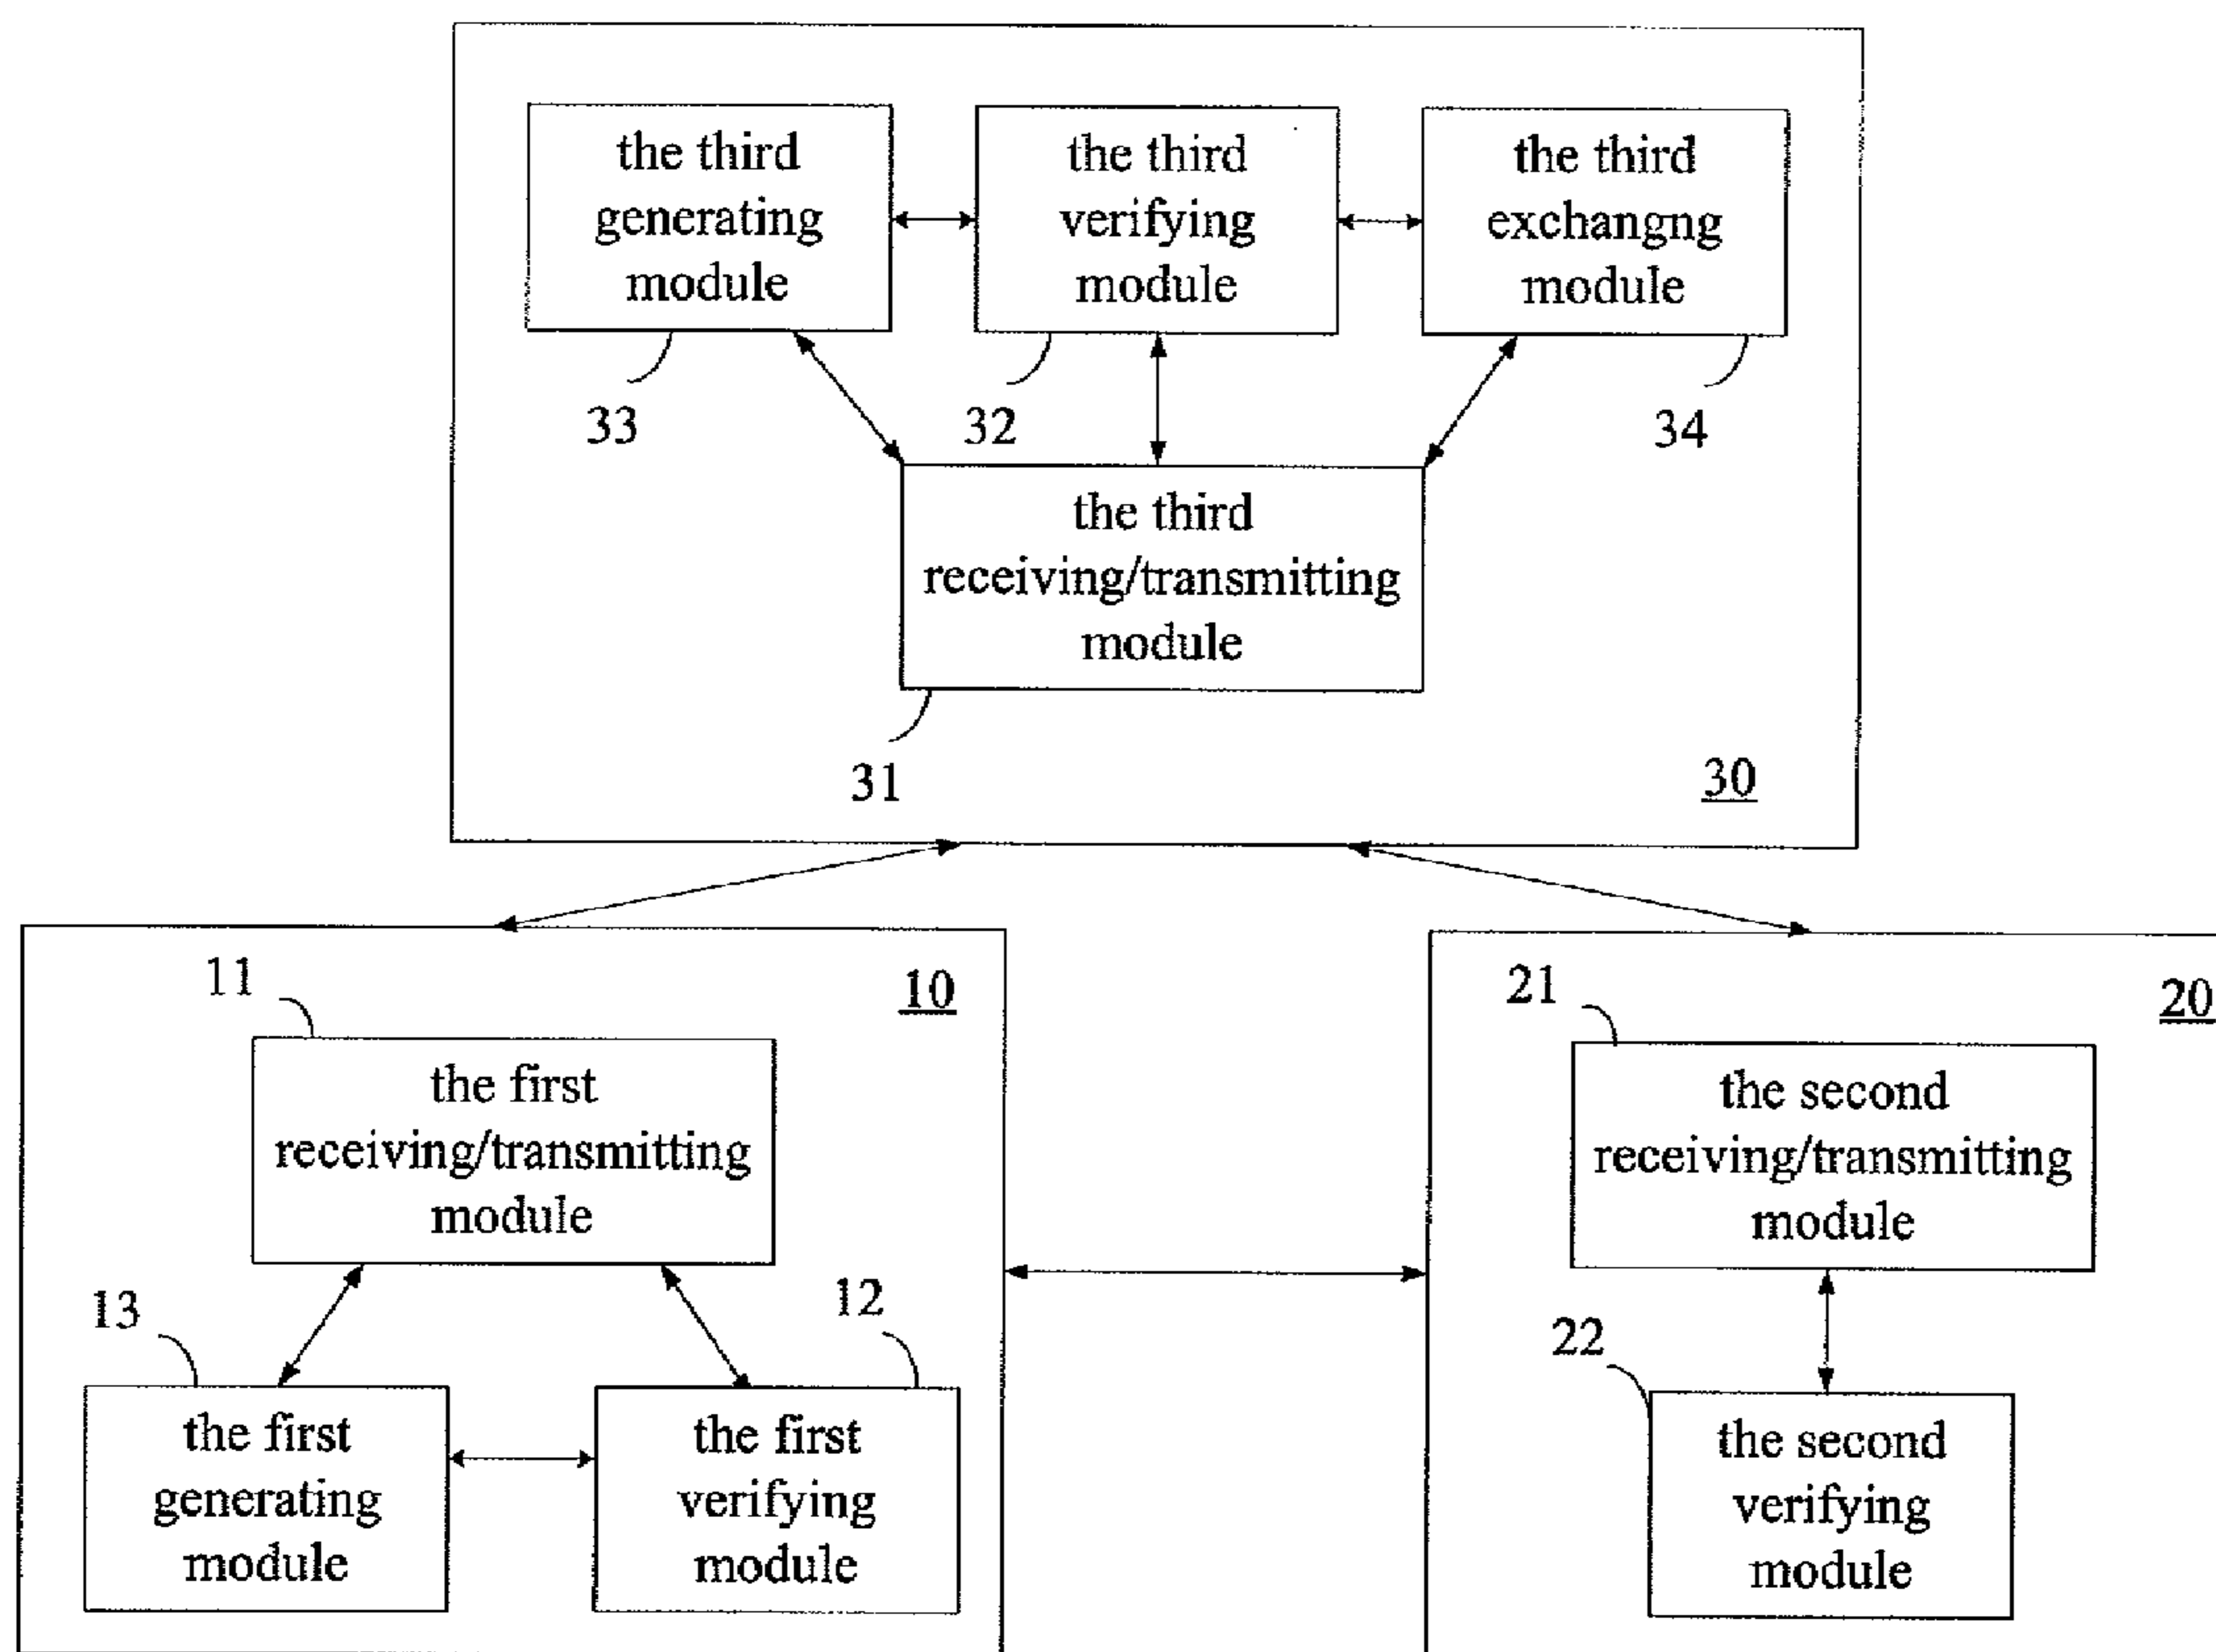 the third
generating
module
the third
verifying
module
the third
exchangng
module
33
32
34
the third
receiving/transmitting
module
31
30
11
10
the first
receiving/transmitting
module
13
12
the first
generating
module
the first
verifying
module
21
20
the second
receiving/transmitting
module
22
the second
verifying
module